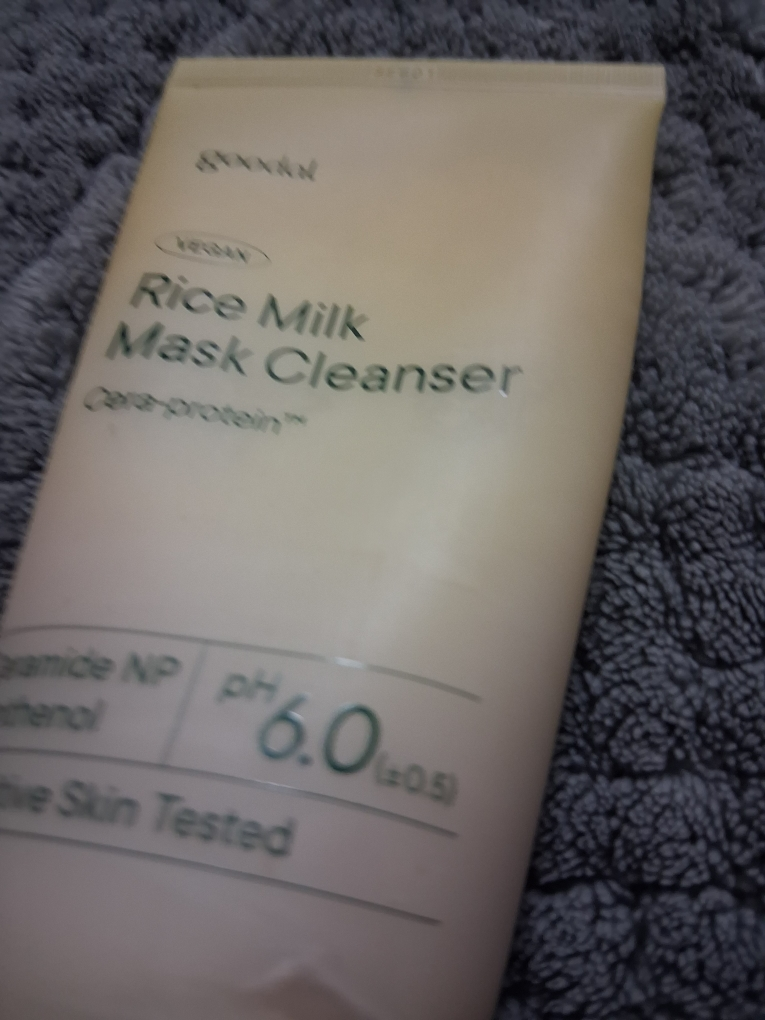 goodal
VEGAN
Rice Milk
Mask Cleanser
Cera-protein™
eramide NP
thenol
pH 6.0 (±0.5)
tive Skin Tested